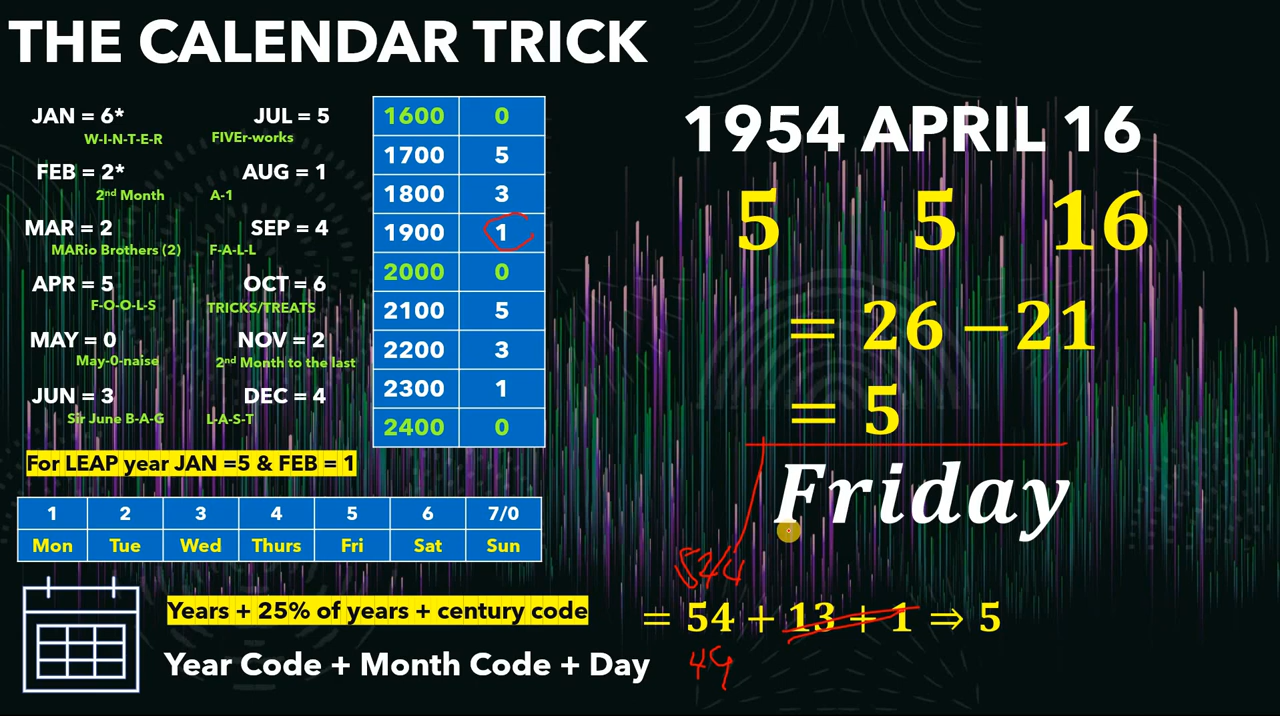 THE CALENDAR TRICK
JAN = 6*
W-I-N-T-E-R
FEB = 2*
2nd Month
MAR = 2
MARio Brothers (2)
APR = 5
F-O-O-L-S
MAY = 0
May-0-naise
JUN = 3
Sir June B-A-G
JUL = 5
FIVEr-works
AUG = 1
A-1
SEP = 4
F-A-L-L
OCT = 6
TRICKS/TREATS
NOV = 2
2nd Month to the last
DEC = 4
L-A-S-T
1600 0
1700 5
1800 3
1900 1
2000 0
2100 5
2200 3
2300 1
2400 0
For LEAP year JAN =5 & FEB = 1
1 2 3 4 5 6 7/0
Mon Tue Wed Thurs Fri Sat Sun
Years + 25% of years + century code
Year Code + Month Code + Day
1954 APRIL 16
5 5 16
= 26 – 21
= 5
Friday
= 54 + 13 + 1 ⇒ 5
49